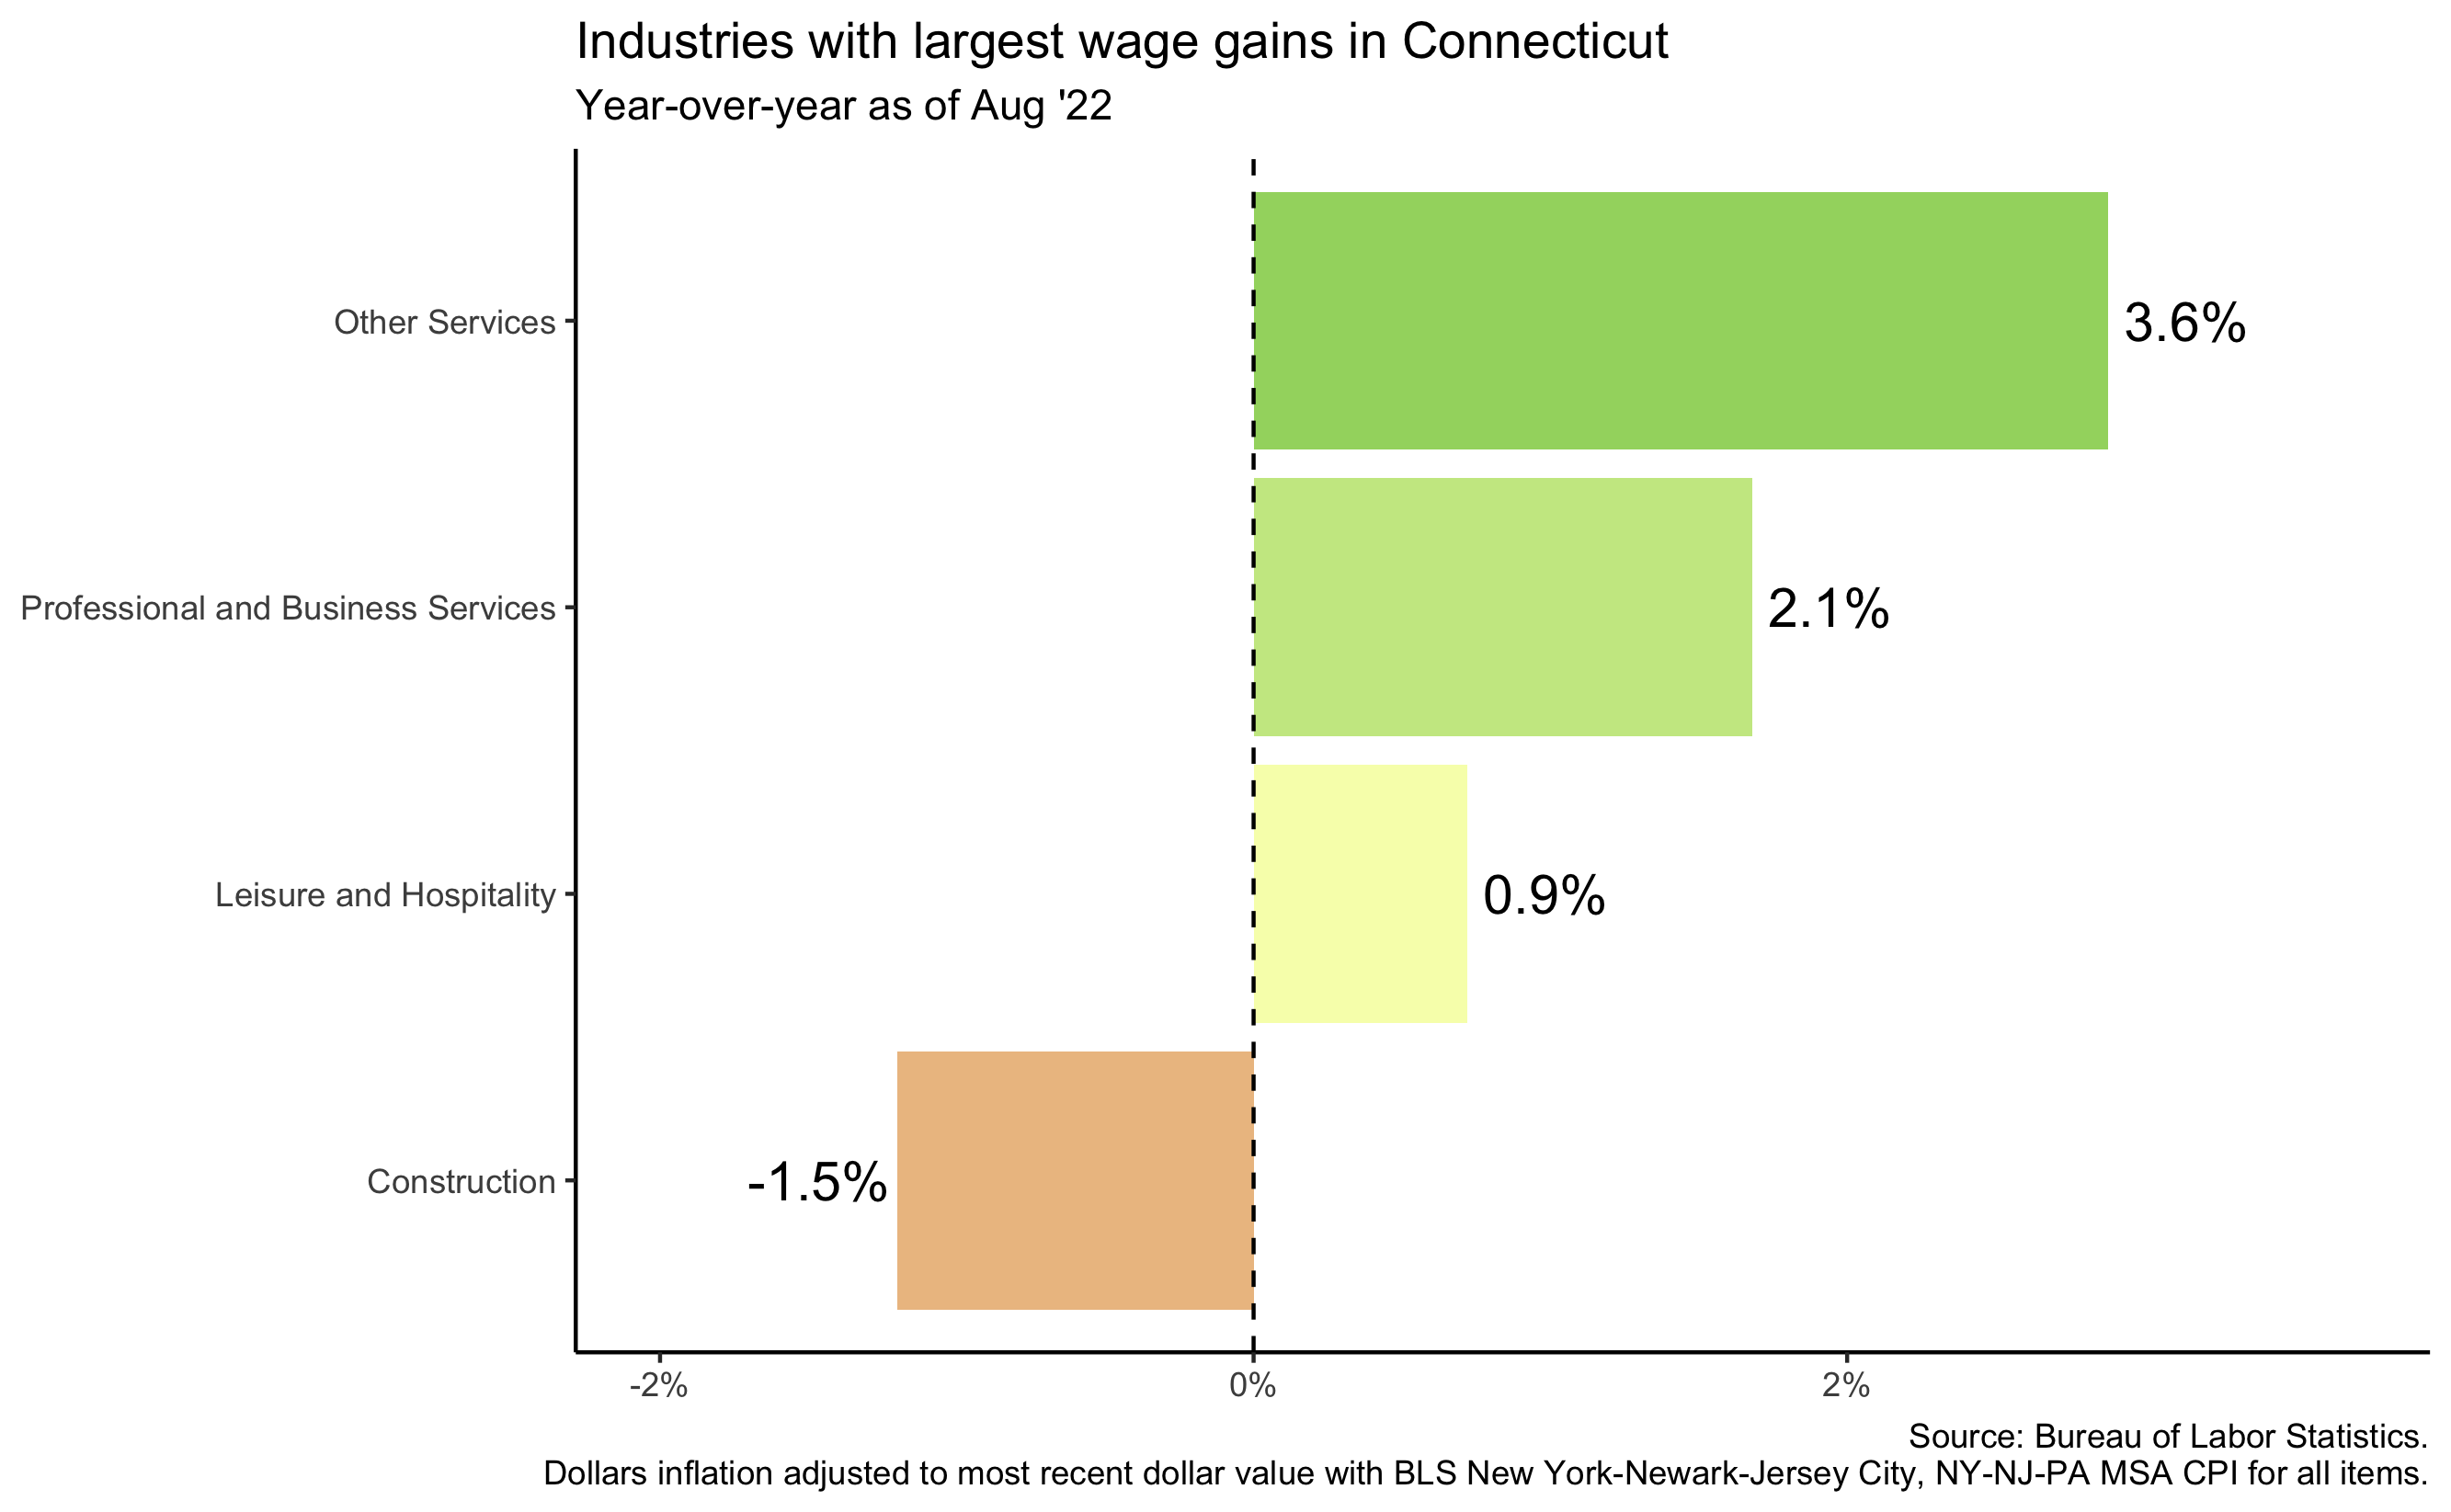 Industries with largest wage gains in Connecticut
Year-over-year as of Aug '22
Other Services
3.6%
Professional and Business Services
2.1%
Leisure and Hospitality
0.9%
Construction
-1.5%
-2%
0%
2%
Source: Bureau of Labor Statistics.
Dollars inflation adjusted to most recent dollar value with BLS New York-Newark-Jersey City, NY-NJ-PA MSA CPI for all items.